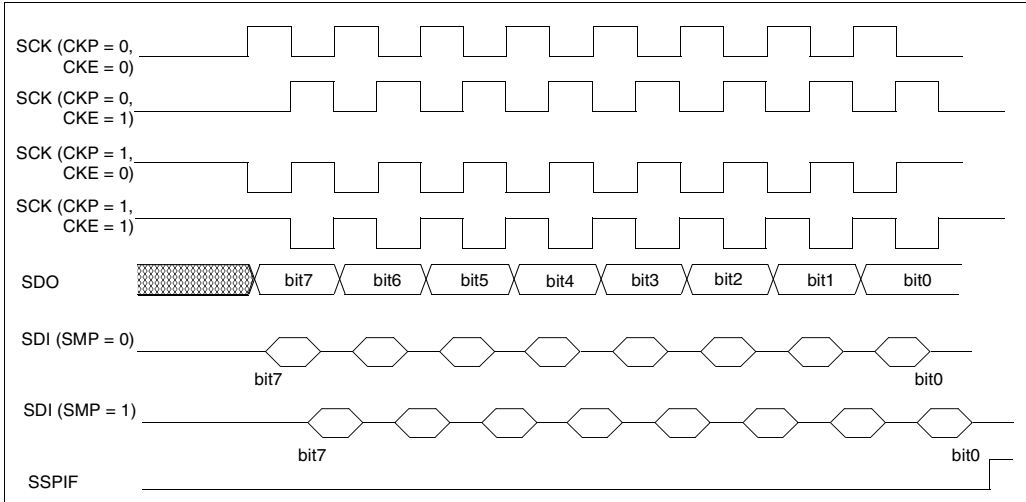 SCK (CKP = 0,
CKE = 0)
SCK (CKP = 0,
CKE = 1)
SCK (CKP = 1,
CKE = 0)
SCK (CKP = 1,
CKE = 1)
SDO bit7 bit6 bit5 bit4 bit3 bit2 bit1 bit0
SDI (SMP = 0)
bit7 bit0
SDI (SMP = 1)
bit7 bit0
SSPIF